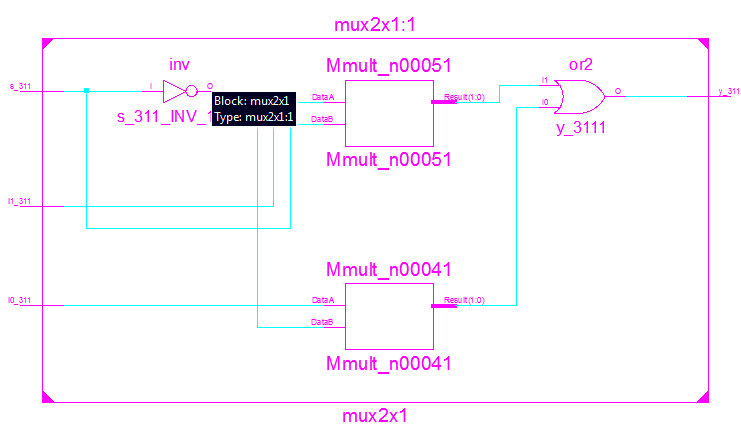 mux2x1:1
inv
Mmult_n00051
or2
s_311
I
O
Block: mux2x1
Type: mux2x1:1
s_311_INV_1
DataA
DataB
Result(1:0)
I1
I0
O
y_311
Mmult_n00051
y_3111
I1_311
Mmult_n00041
I0_311
DataA
DataB
Result(1:0)
Mmult_n00041
mux2x1